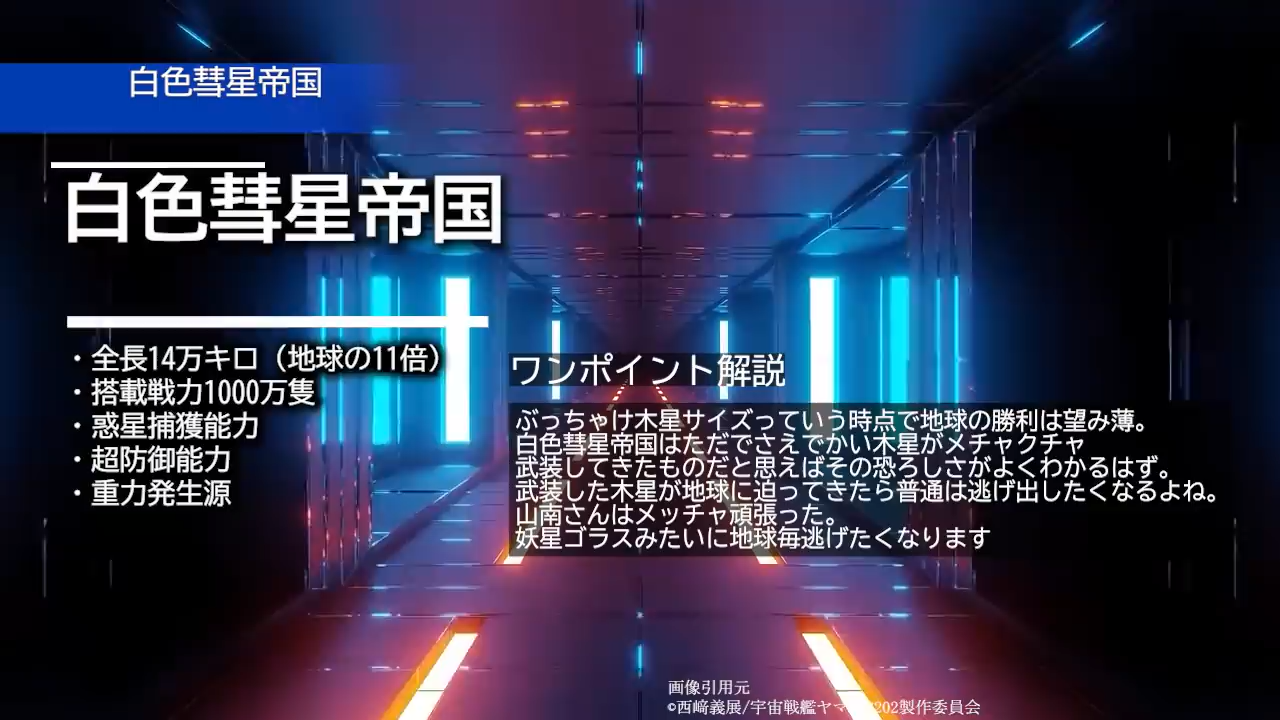 白色彗星帝国
白色彗星帝国
・全長14万キロ（地球の11倍）
・搭載戦力1000万隻
・惑星捕獲能力
・超防御能力
・重力発生源
ワンポイント解説
ぶっちゃけ木星サイズっていう時点で地球の勝利は望み薄。
白色彗星帝国はただでさえでかい木星がメチャクチャ
武装してきたものだと思えばその恐ろしさがよくわかるはず。
武装した木星が地球に迫ってきたら普通は逃げ出したくなるよね。
山南さんはメッチャ頑張った。
妖星ゴラスみたいに地球毎逃げたくなります
画像引用元
©西﨑義展/宇宙戦艦ヤマ 202製作委員会